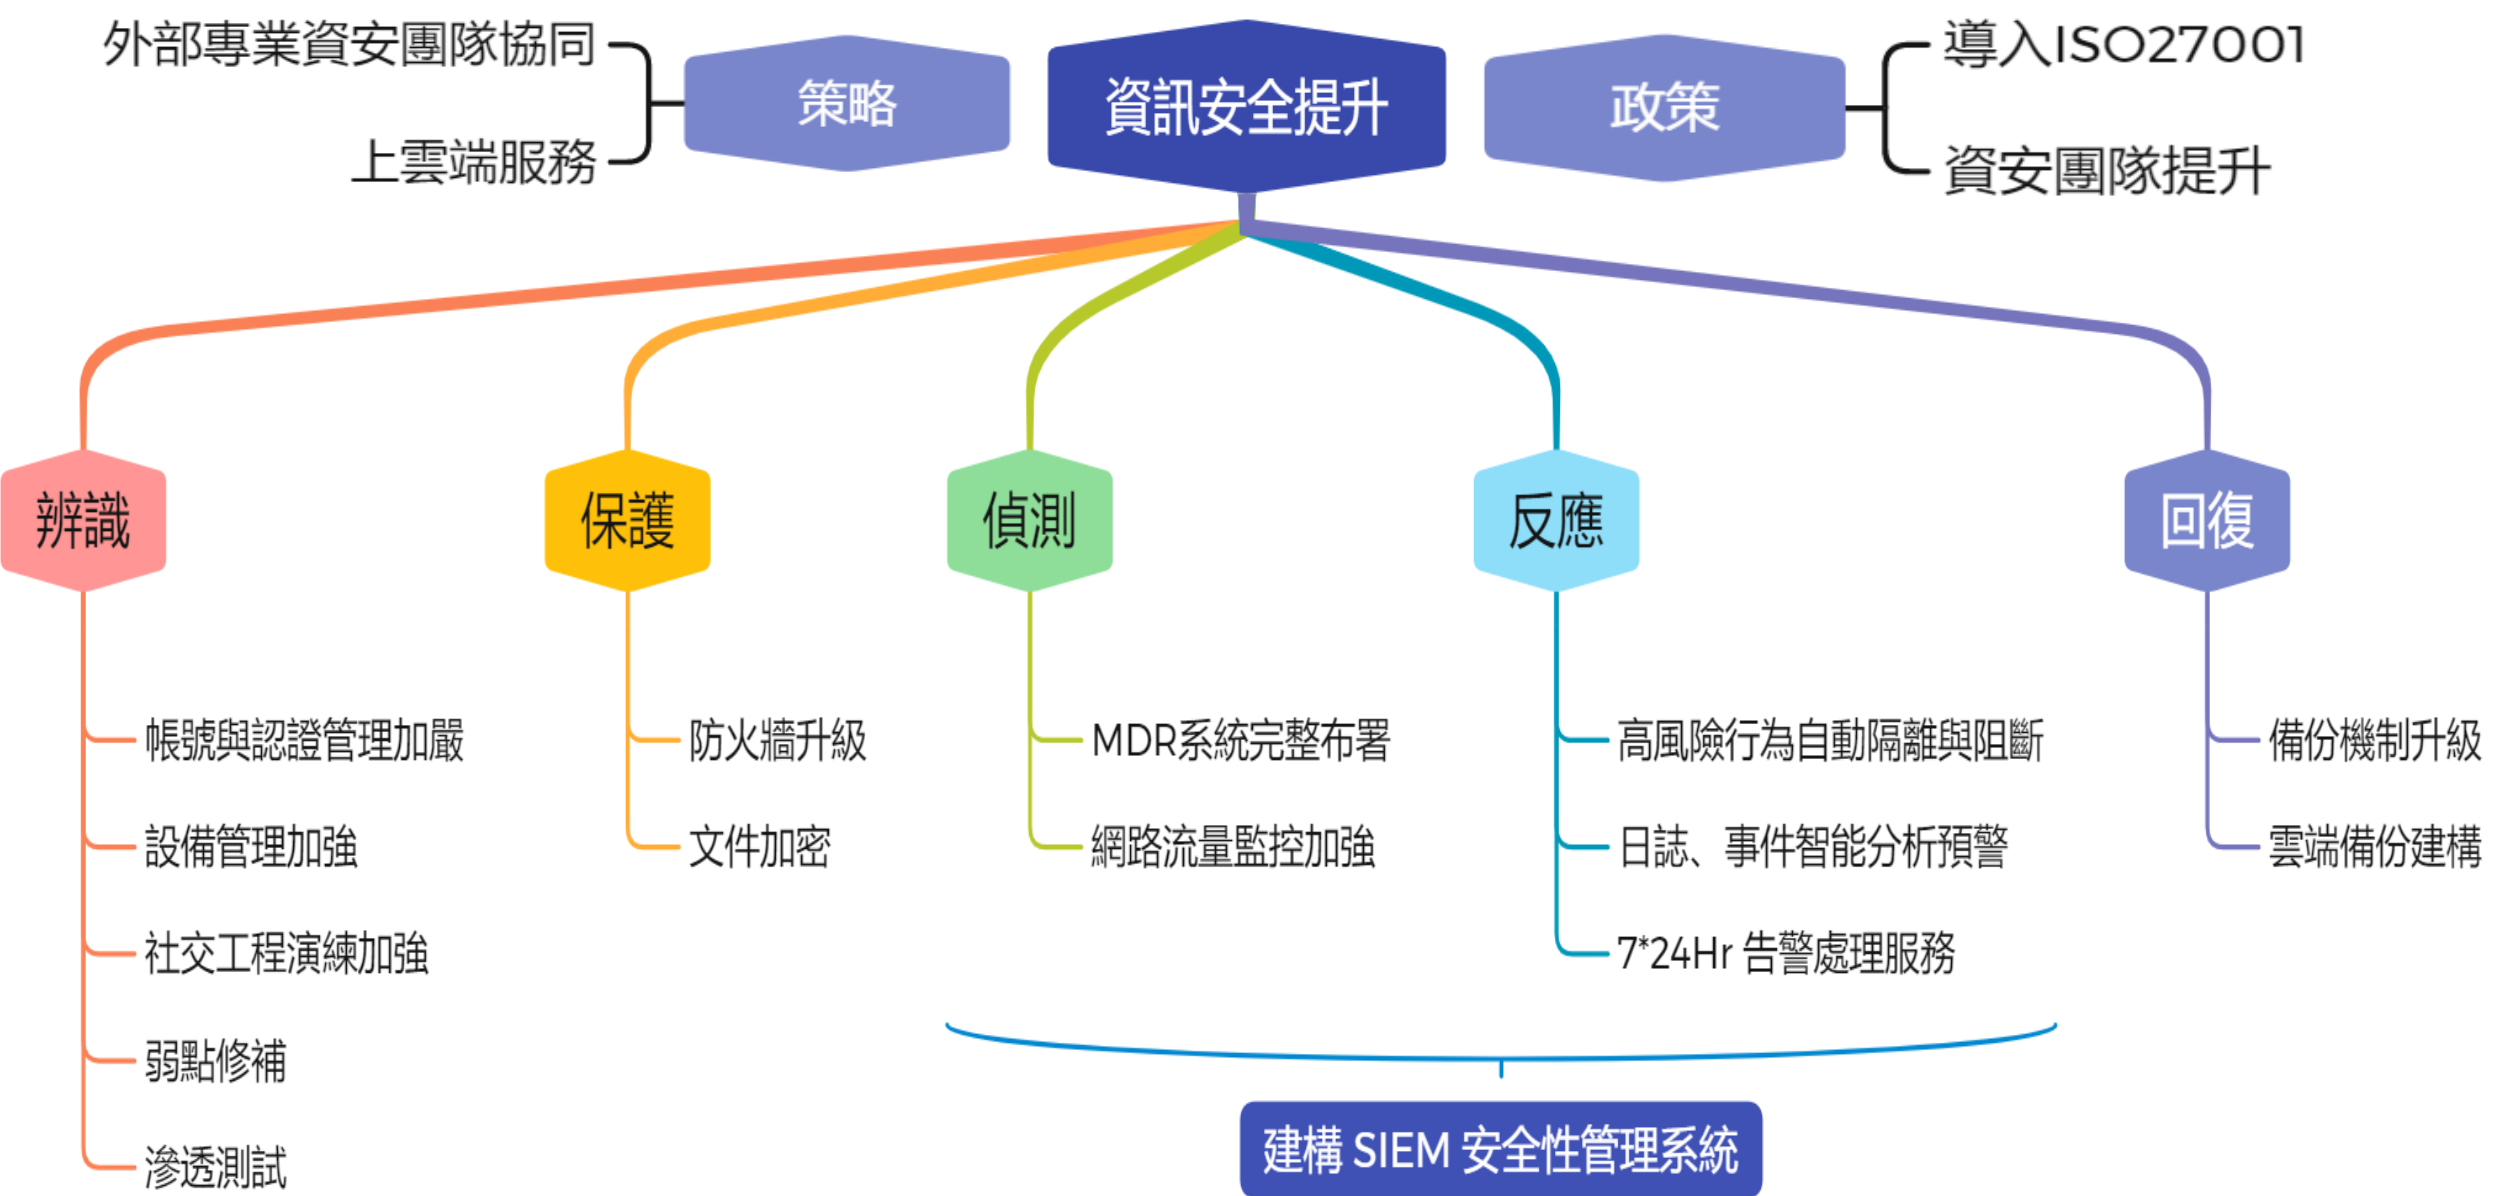 外部專業資安團隊協同
上雲端服務
策略
資訊安全提升
政策
導入ISO27001
資安團隊提升
辨識
帳號與認證管理加嚴
設備管理加強
社交工程演練加強
弱點修補
滲透測試
保護
防火牆升級
文件加密
偵測
MDR系統完整布署
網路流量監控加強
反應
高風險行為自動隔離與阻斷
日誌、事件智能分析預警
7*24Hr 告警處理服務
回復
備份機制升級
雲端備份建構
建構 SIEM 安全性管理系統